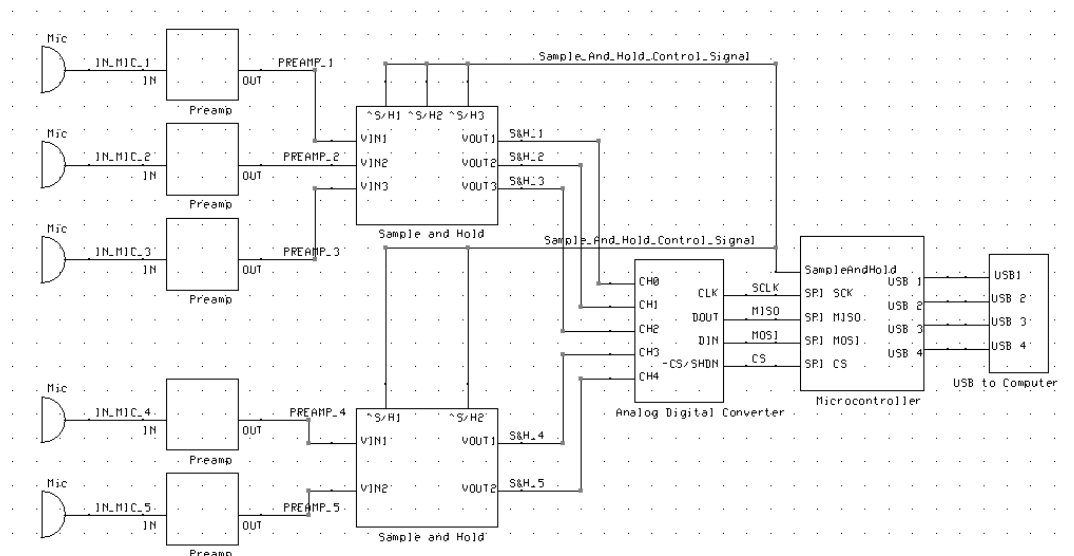 Mic
IN_MIC_1
IN
OUT
PREAMP_1
Preamp
Sample_And_Hold_Control_Signal
^S/H1 ^S/H2 ^S/H3
Mic
IN_MIC_2
IN
OUT
PREAMP_2
Preamp
VIN1
VIN2
VIN3
VOUT1
VOUT2
VOUT3
S&H_1
S&H_2
S&H_3
Sample and Hold
Mic
IN_MIC_3
IN
OUT
PREAMP_3
Preamp
Sample_And_Hold_Control_Signal
CH0
CH1
CH2
CH3
CH4
CLK
DOUT
DIN
-CS/SHDN
Analog Digital Converter
SCLK
MISO
MOSI
CS
SampleAndHold
SPI SCK
SPI MISO
SPI MOSI
SPI CS
USB 1
USB 2
USB 3
USB 4
Microcontroller
USB1
USB 2
USB 3
USB 4
USB to Computer
Mic
IN_MIC_4
IN
OUT
PREAMP_4
Preamp
^S/H1
^S/H2
VIN1
VIN2
VOUT1
VOUT2
S&H_4
S&H_5
Sample and Hold
Mic
IN_MIC_5
IN
OUT
PREAMP_5
Preamp